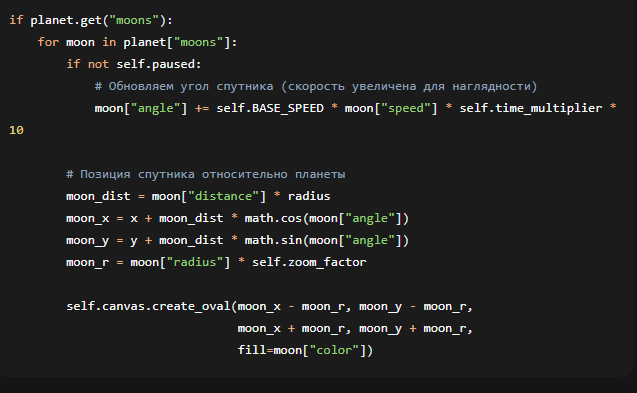 if planet.get("moons"):
    for moon in planet["moons"]:
        if not self.paused:
            # Обновляем угол спутника (скорость увеличена для наглядности)
            moon["angle"] += self.BASE_SPEED * moon["speed"] * self.time_multiplier *
10
        # Позиция спутника относительно планеты
        moon_dist = moon["distance"] * radius
        moon_x = x + moon_dist * math.cos(moon["angle"])
        moon_y = y + moon_dist * math.sin(moon["angle"])
        moon_r = moon["radius"] * self.zoom_factor
        self.canvas.create_oval(moon_x - moon_r, moon_y - moon_r,
                                moon_x + moon_r, moon_y + moon_r,
                                fill=moon["color"])